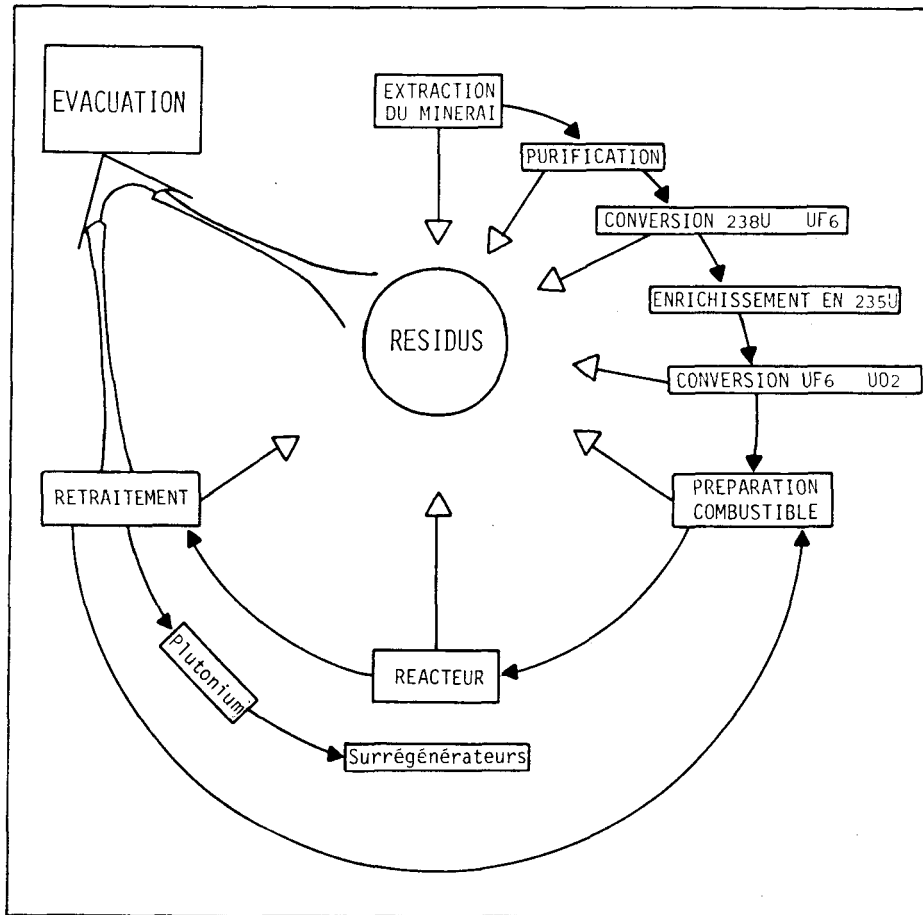 EVACUATION
EXTRACTION
DU MINERAI
PURIFICATION
CONVERSION 238U UF6
ENRICHISSEMENT EN 235U
RESIDUS
CONVERSION UF6 UO2
RETRAITEMENT
PREPARATION
COMBUSTIBLE
REACTEUR
Plutonium
Surrégénérateurs